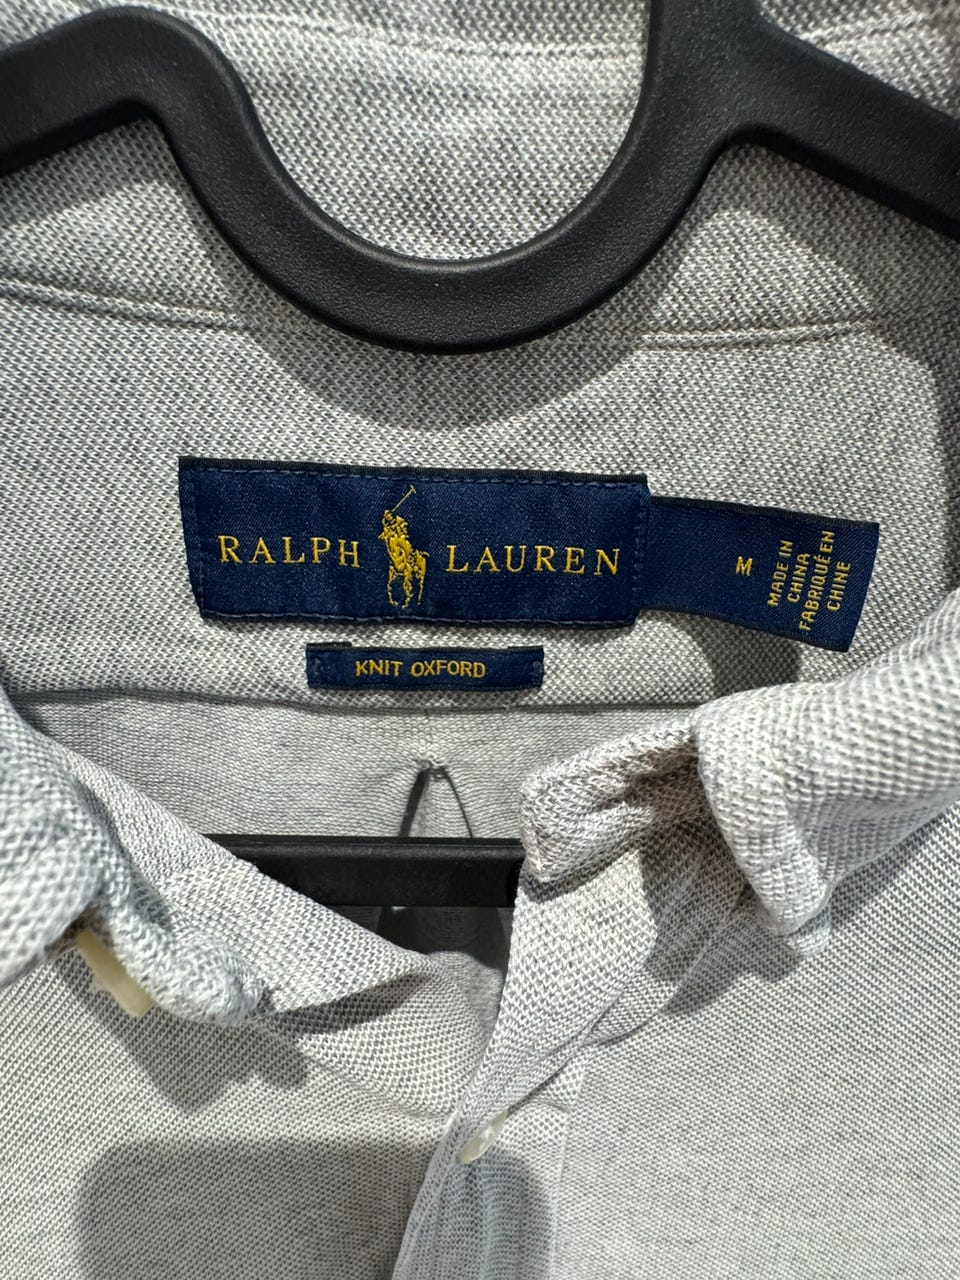 RALPH LAUREN
M
MADE IN
CHINA
FABRIQUÉ EN
CHINE
KNIT OXFORD